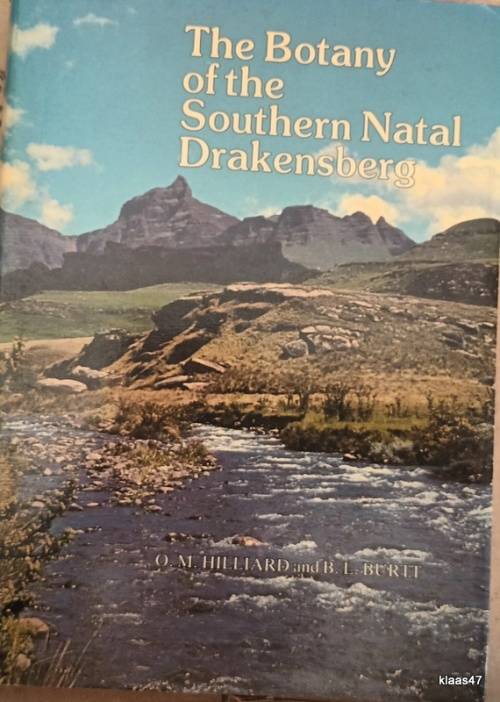 The Botany
of the
Southern Natal
Drakensberg
O. M. HILLIARD and B. L. BURTT
klaas47